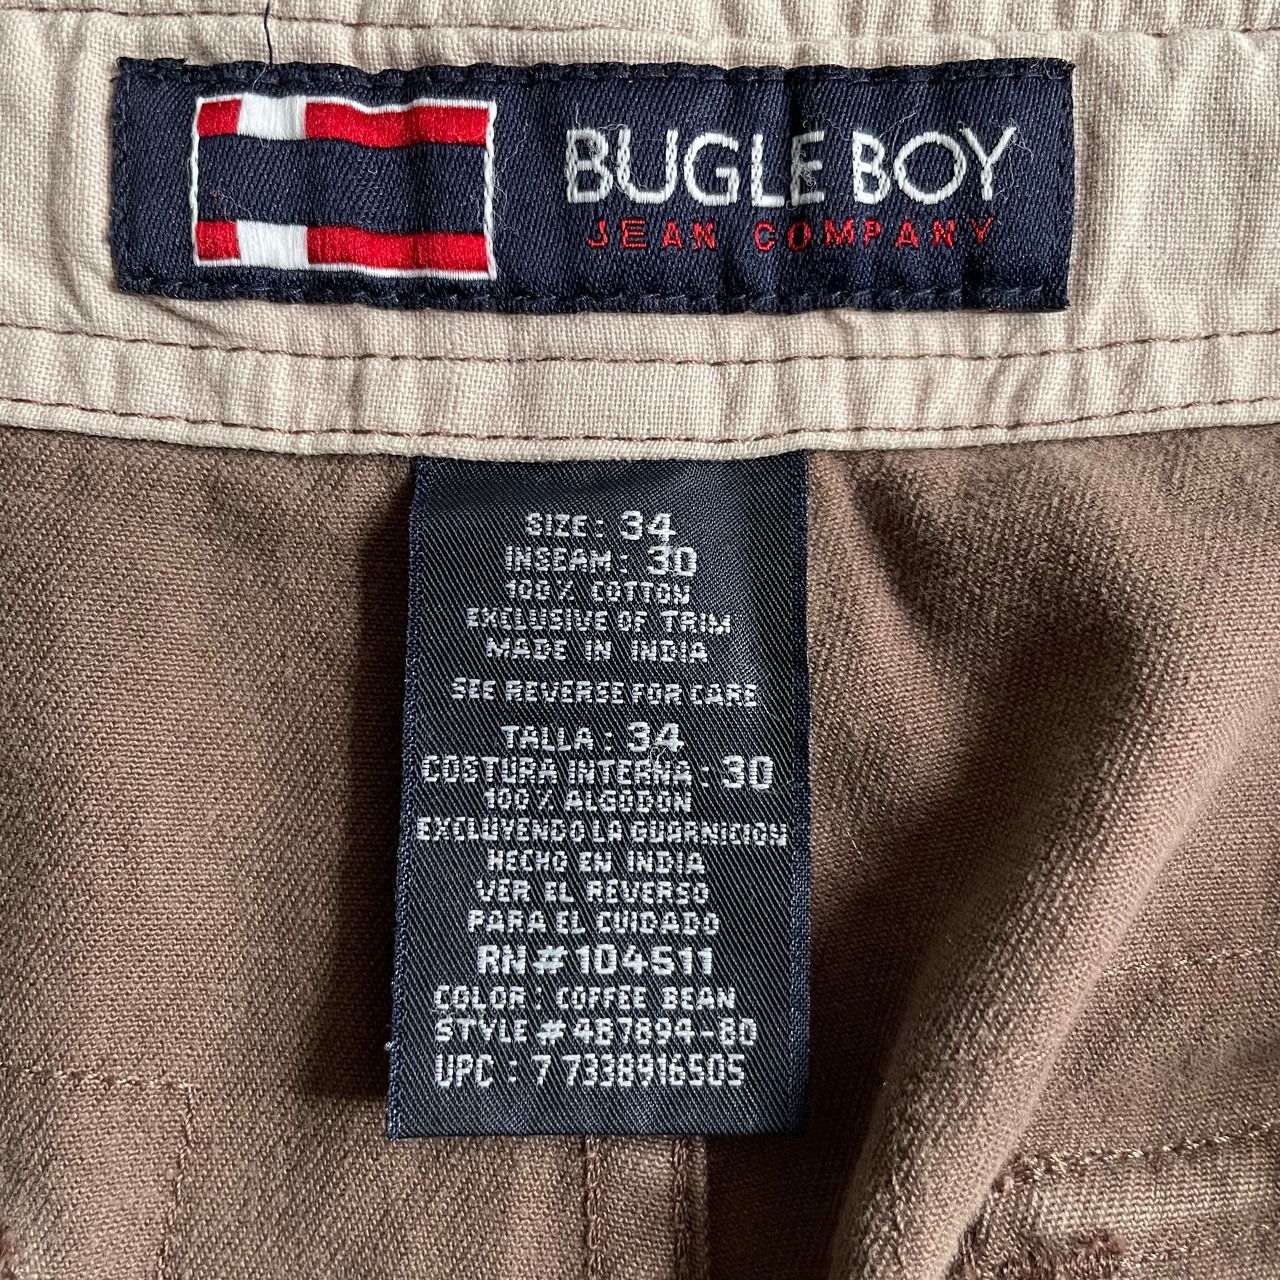 BUGLE BOY
JEAN COMPANY
SIZE: 34
INSEAM: 30
100% COTTON
EXCLUSIVE OF TRIM
MADE IN INDIA
SEE REVERSE FOR CARE
TALLA: 34
COSTURA INTERNA: 30
100% ALGODON
EXCLUYENDO LA GUARNICION
HECHO EN INDIA
VER EL REVERSO
PARA EL CUIDADO
RN# 104511
COLOR: COFFEE BEAN
STYLE #
UPC: 7 7338916505